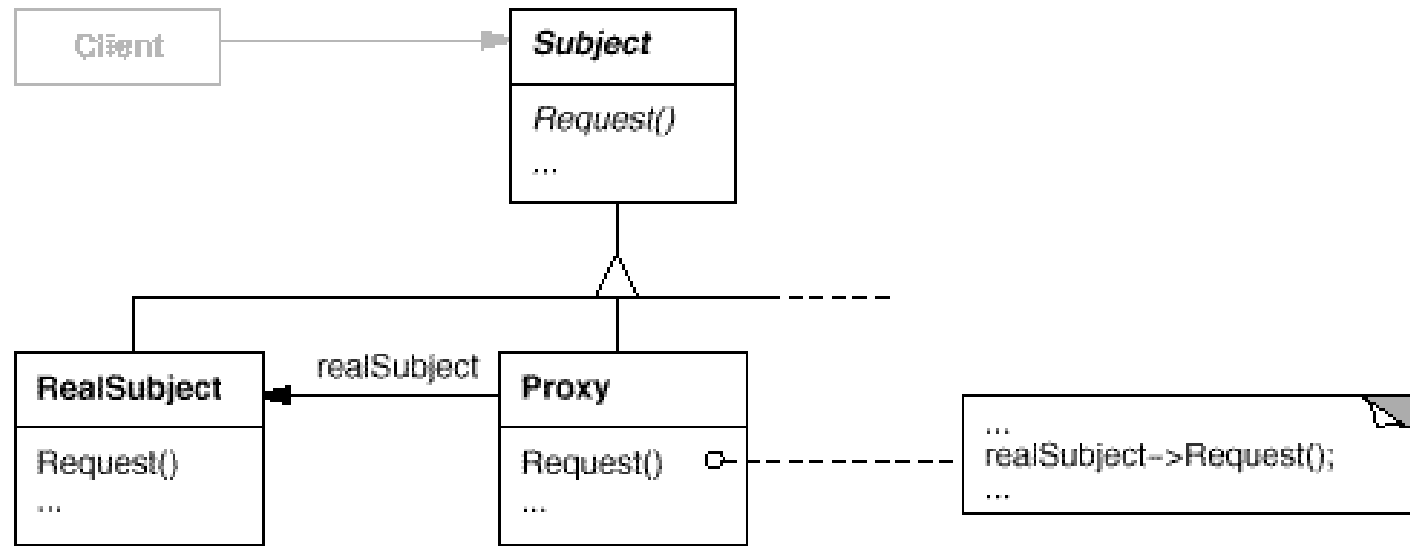 Client
Subject
Request()
...
realSubject
RealSubject
Request()
...
Proxy
Request()
...
...
realSubject->Request();
...